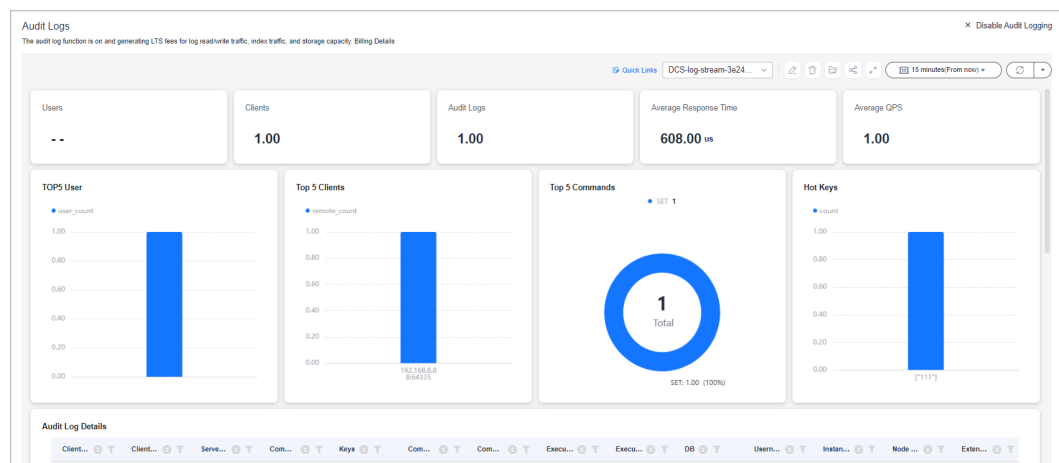 Audit Logs
× Disable Audit Logging
The audit log function is on and generating LTS fees for log read/write traffic, index traffic, and storage capacity. Billing Details
Quick Links DCS-log-stream-3e24... 15 minutes(From now)
Users
Clients
Audit Logs
Average Response Time
Average QPS
- -
1.00
1.00
608.00 us
1.00
TOP5 User
user_count
1.00
0.80
0.60
0.40
0.20
0.00
Top 5 Clients
remote_count
1.00
0.80
0.60
0.40
0.20
0.00
192.168.8.8
8:64335
Top 5 Commands
SET 1
1
Total
SET: 1.00 (100%)
Hot Keys
count
1.00
0.80
0.60
0.40
0.20
0.00
["111"]
Audit Log Details
Client... Client... Serve... Com... Keys Com... Com... Execu... Execu... DB Usern... Instan... Node ... Exten...